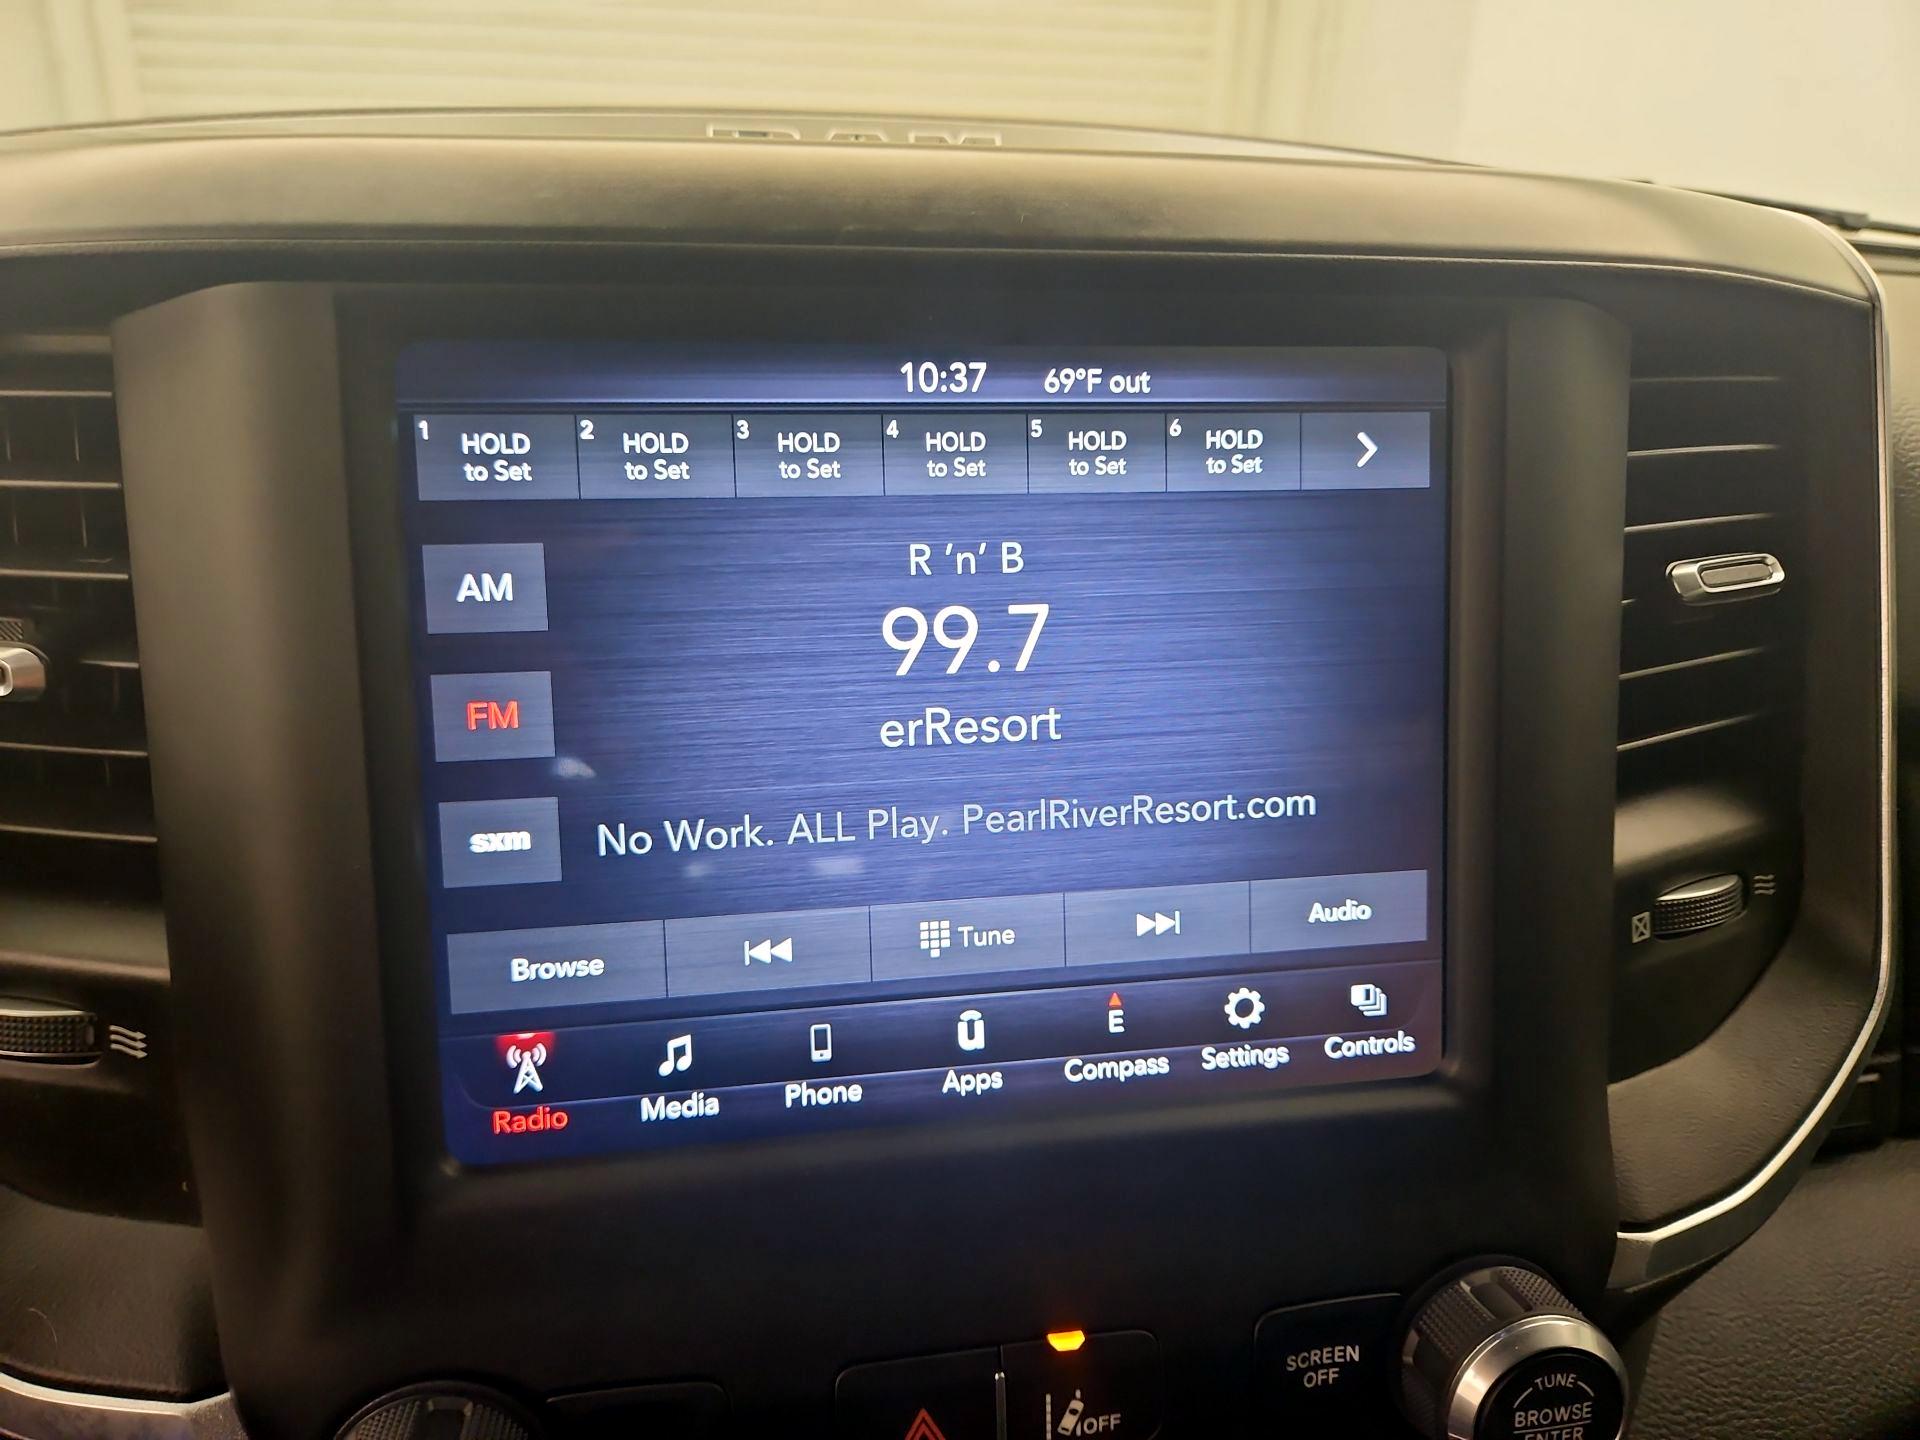 RAM
10:37 69°F out
1 HOLD to Set
2 HOLD to Set
3 HOLD to Set
4 HOLD to Set
5 HOLD to Set
6 HOLD to Set
AM
R 'n' B
99.7
FM
erResort
sxm
No Work. ALL Play. PearlRiverResort.com
Browse
Tune
Audio
Radio
Media
Phone
Apps
E
Compass
Settings
Controls
SCREEN
OFF
OFF
TUNE
BROWSE
ENTER